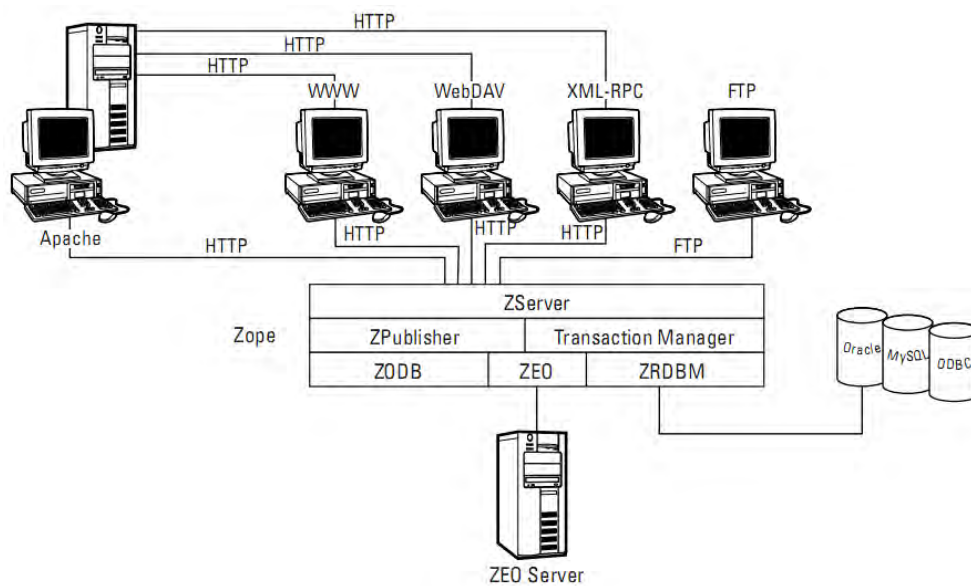 HTTP
HTTP
HTTP
WWW
WebDAV
XML-RPC
FTP
Apache
HTTP
HTTP
HTTP
HTTP
FTP
ZServer
Zope
ZPublisher
Transaction Manager
ZODB
ZEO
ZRDBM
Oracle
MySQL
ODBC
ZEO Server